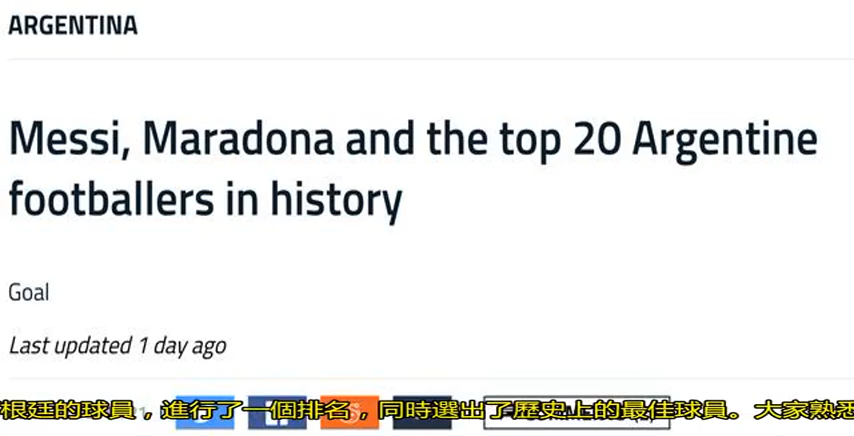 ARGENTINA
Messi, Maradona and the top 20 Argentine
footballers in history
Goal
Last updated 1 day ago
根廷的球員，進行了一個排名，同時選出了歷史上的最佳球員。大家熟悉